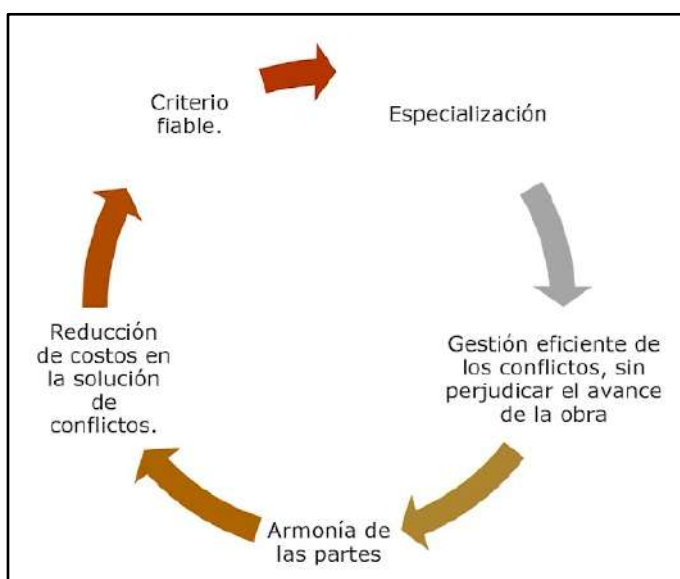 Criterio
fiable.
Especialización
Gestión eficiente de
los conflictos, sin
perjudicar el avance
de la obra
Armonía de
las partes
Reducción
de costos en
la solución
de
conflictos.